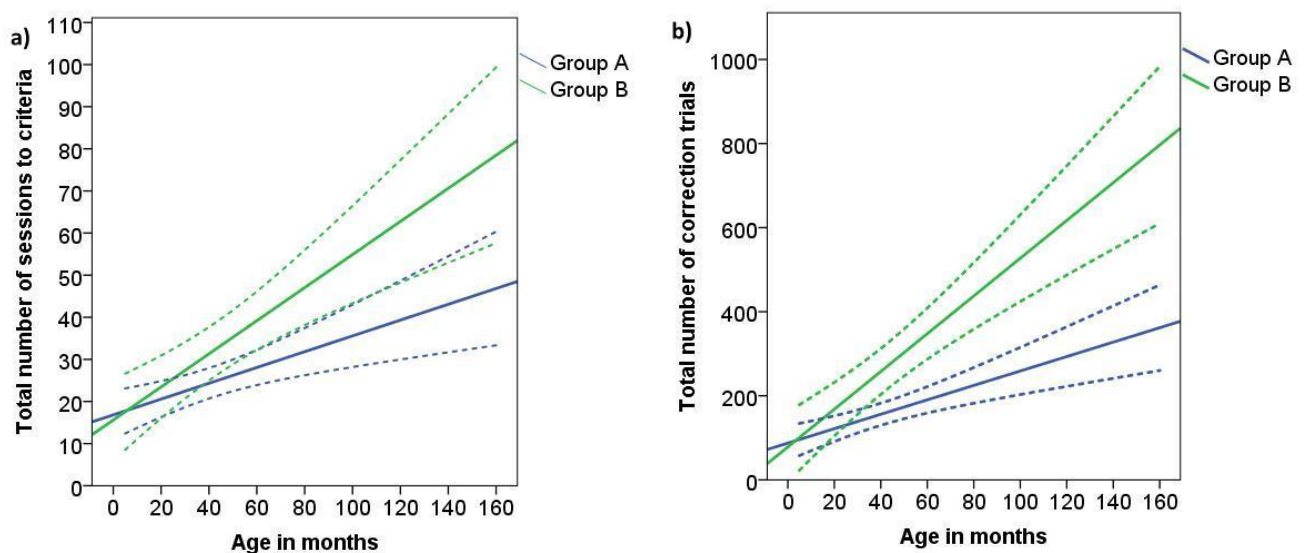 a)
Total number of sessions to criteria
110
100
90
80
70
60
50
40
30
20
10
0
0 20 40 60 80 100 120 140 160
Age in months
Group A
Group B
b)
Total number of correction trials
1000
800
600
400
200
0
0 20 40 60 80 100 120 140 160
Age in months
Group A
Group B